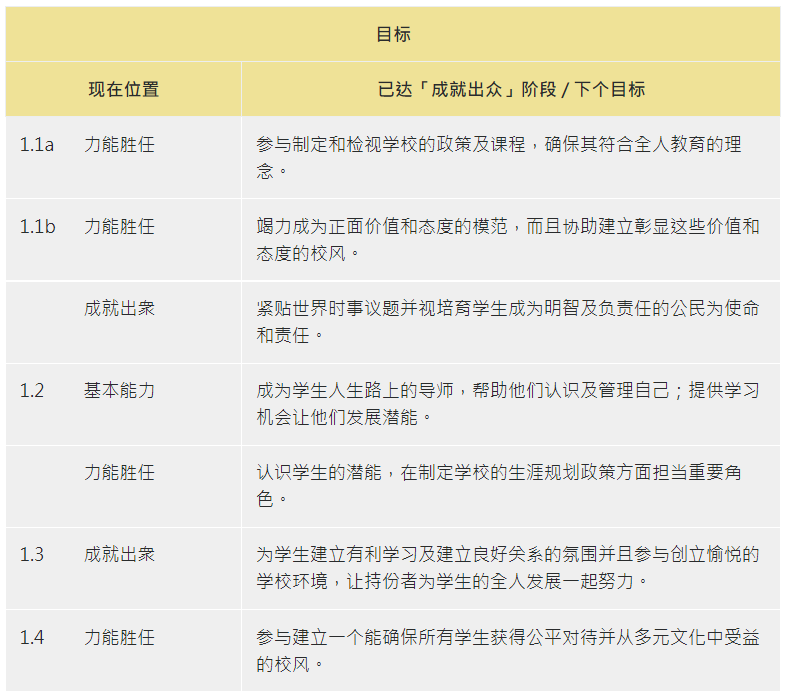 目标
现在位置 已达「成就出众」阶段 / 下个目标
1.1a 力能胜任 参与制定和检视学校的政策及课程，确保其符合全人教育的理
念。
1.1b 力能胜任 竭力成为正面价值和态度的模范，而且协助建立彰显这些价值和
态度的校风。
成就出衆 紧贴世界时事议题并视培育学生成为明智及负责任的公民为使命
和责任。
1.2 基本能力 成为学生人生路上的导师，帮助他们认识及管理自己；提供学习
机会让他们发展潜能。
力能胜任 认识学生的潜能，在制定学校的生涯规划政策方面担当重要角
色。
1.3 成就出衆 为学生建立有利学习及建立良好关系的氛围并且参与创立愉悦的
学校环境，让持份者为学生的全人发展一起努力。
1.4 力能胜任 参与建立一个能确保所有学生获得公平对待并从多元文化中受益
的校风。